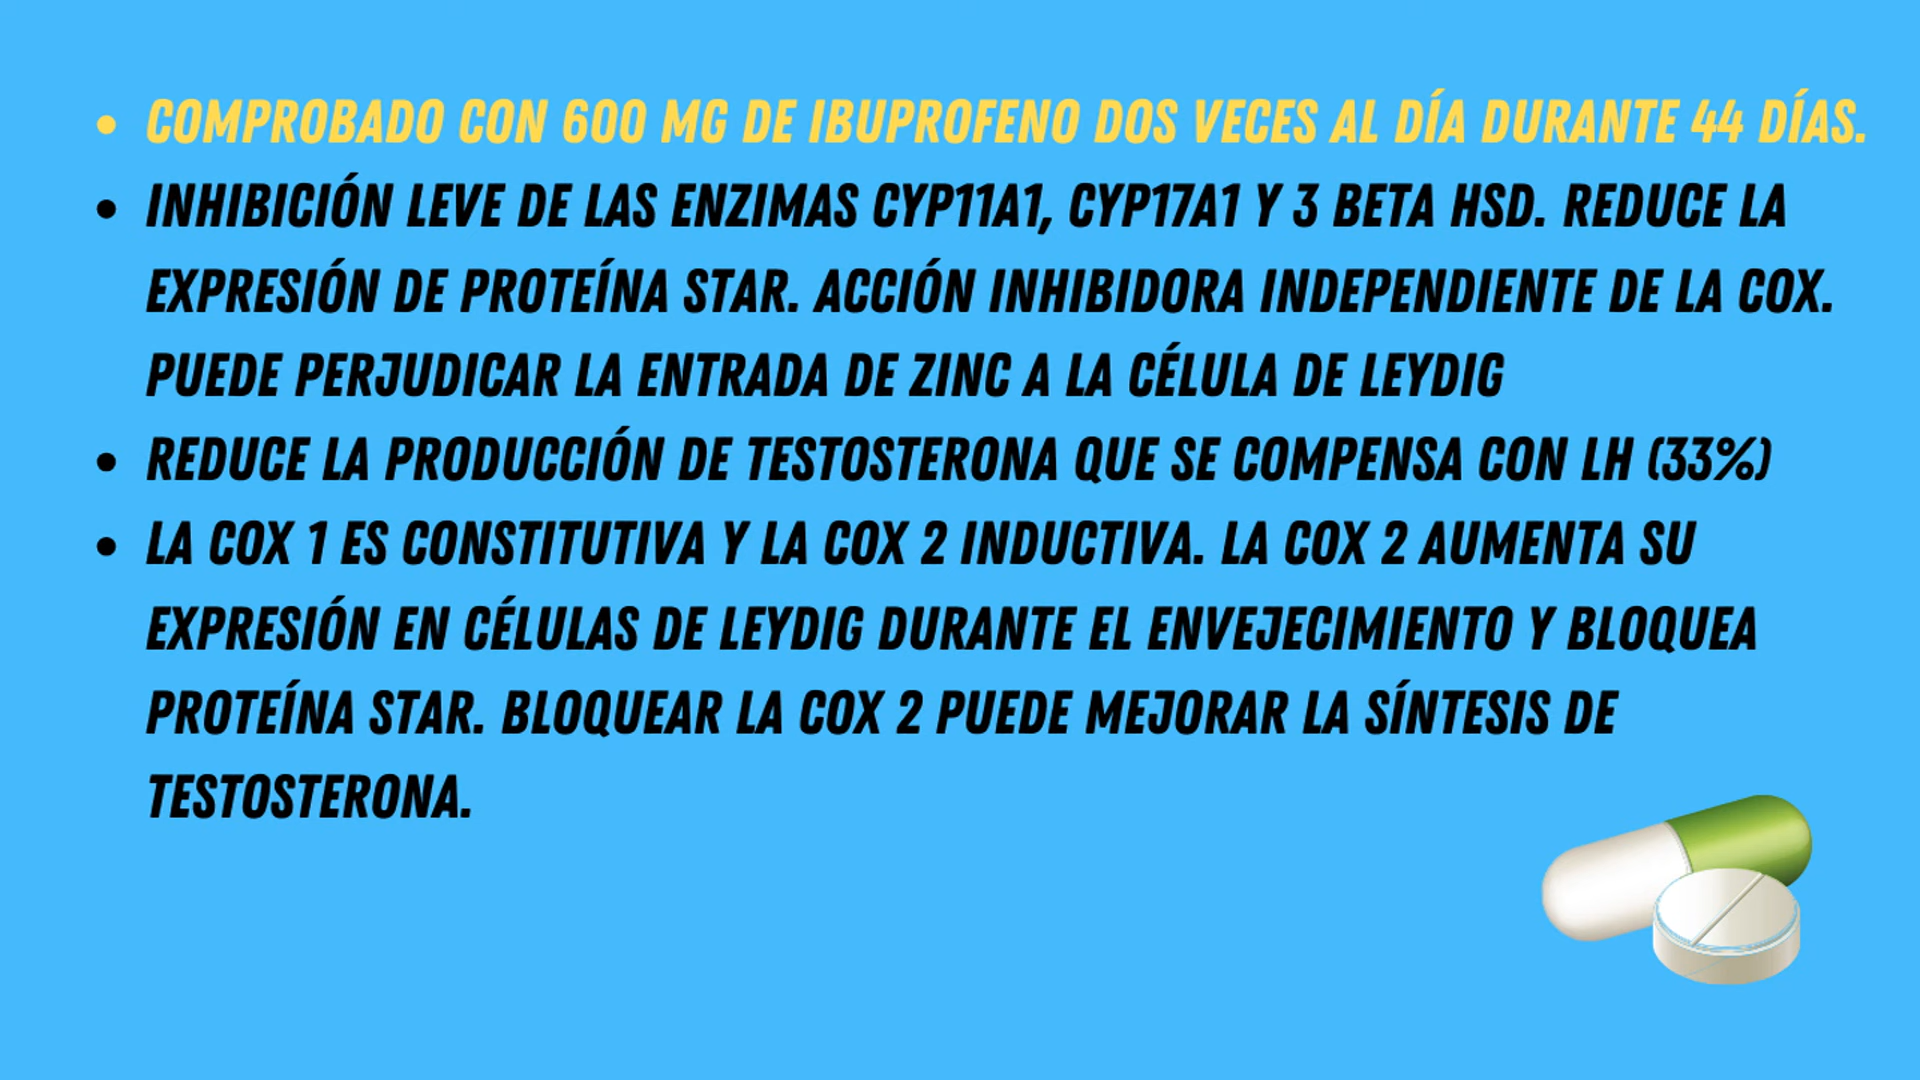 • COMPROBADO CON 600 MG DE IBUPROFENO DOS VECES AL DÍA DURANTE 44 DÍAS.
• INHIBICIÓN LEVE DE LAS ENZIMAS CYP11A1, CYP17A1 Y 3 BETA HSD. REDUCE LA
EXPRESIÓN DE PROTEÍNA STAR. ACCIÓN INHIBIDORA INDEPENDIENTE DE LA COX.
PUEDE PERJUDICAR LA ENTRADA DE ZINC A LA CÉLULA DE LEYDIG
• REDUCE LA PRODUCCIÓN DE TESTOSTERONA QUE SE COMPENSA CON LH (33%)
• LA COX 1 ES CONSTITUTIVA Y LA COX 2 INDUCTIVA. LA COX 2 AUMENTA SU
EXPRESIÓN EN CÉLULAS DE LEYDIG DURANTE EL ENVEJECIMIENTO Y BLOQUEA
PROTEÍNA STAR. BLOQUEAR LA COX 2 PUEDE MEJORAR LA SÍNTESIS DE
TESTOSTERONA.